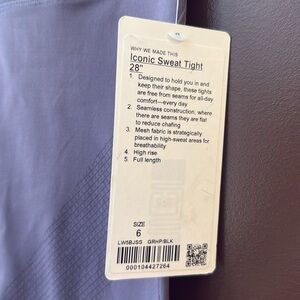 WHY WE MADE THIS
Iconic Sweat Tight
28"
1. Designed to hold you in and
keep their shape, these tights
are free from seams for all-day
comfort—every day.
2. Seamless construction; where
there are seams they are flat
to reduce chafing
3. Mesh fabric is strategically
placed in high-sweat areas for
breathability
4. High rise
5. Full length
SIZE
6
LW5BJSS GRHP/BLK
000104427264